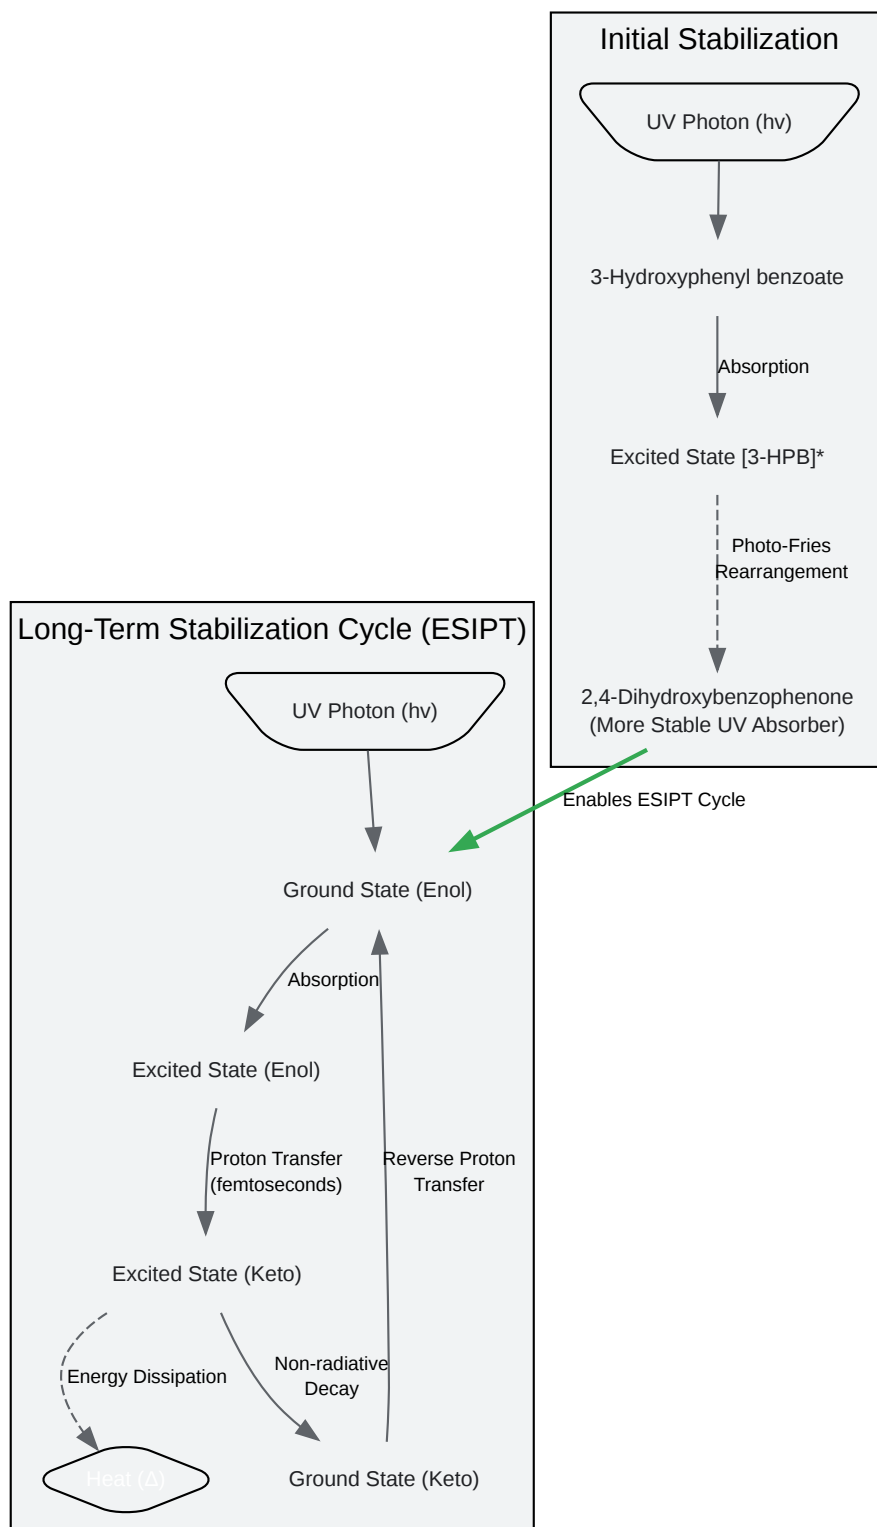 Initial Stabilization
UV Photon (hv)
3-Hydroxyphenyl benzoate
Absorption
Excited State [3-HPB]*
Photo-Fries
Rearrangement
2,4-Dihydroxybenzophenone
(More Stable UV Absorber)
Enables ESIPT Cycle
Long-Term Stabilization Cycle (ESIPT)
UV Photon (hv)
Ground State (Enol)
Absorption
Excited State (Enol)
Proton Transfer
(femtoseconds)
Reverse Proton
Transfer
Excited State (Keto)
Energy Dissipation
Non-radiative
Decay
Heat (Δ)
Ground State (Keto)